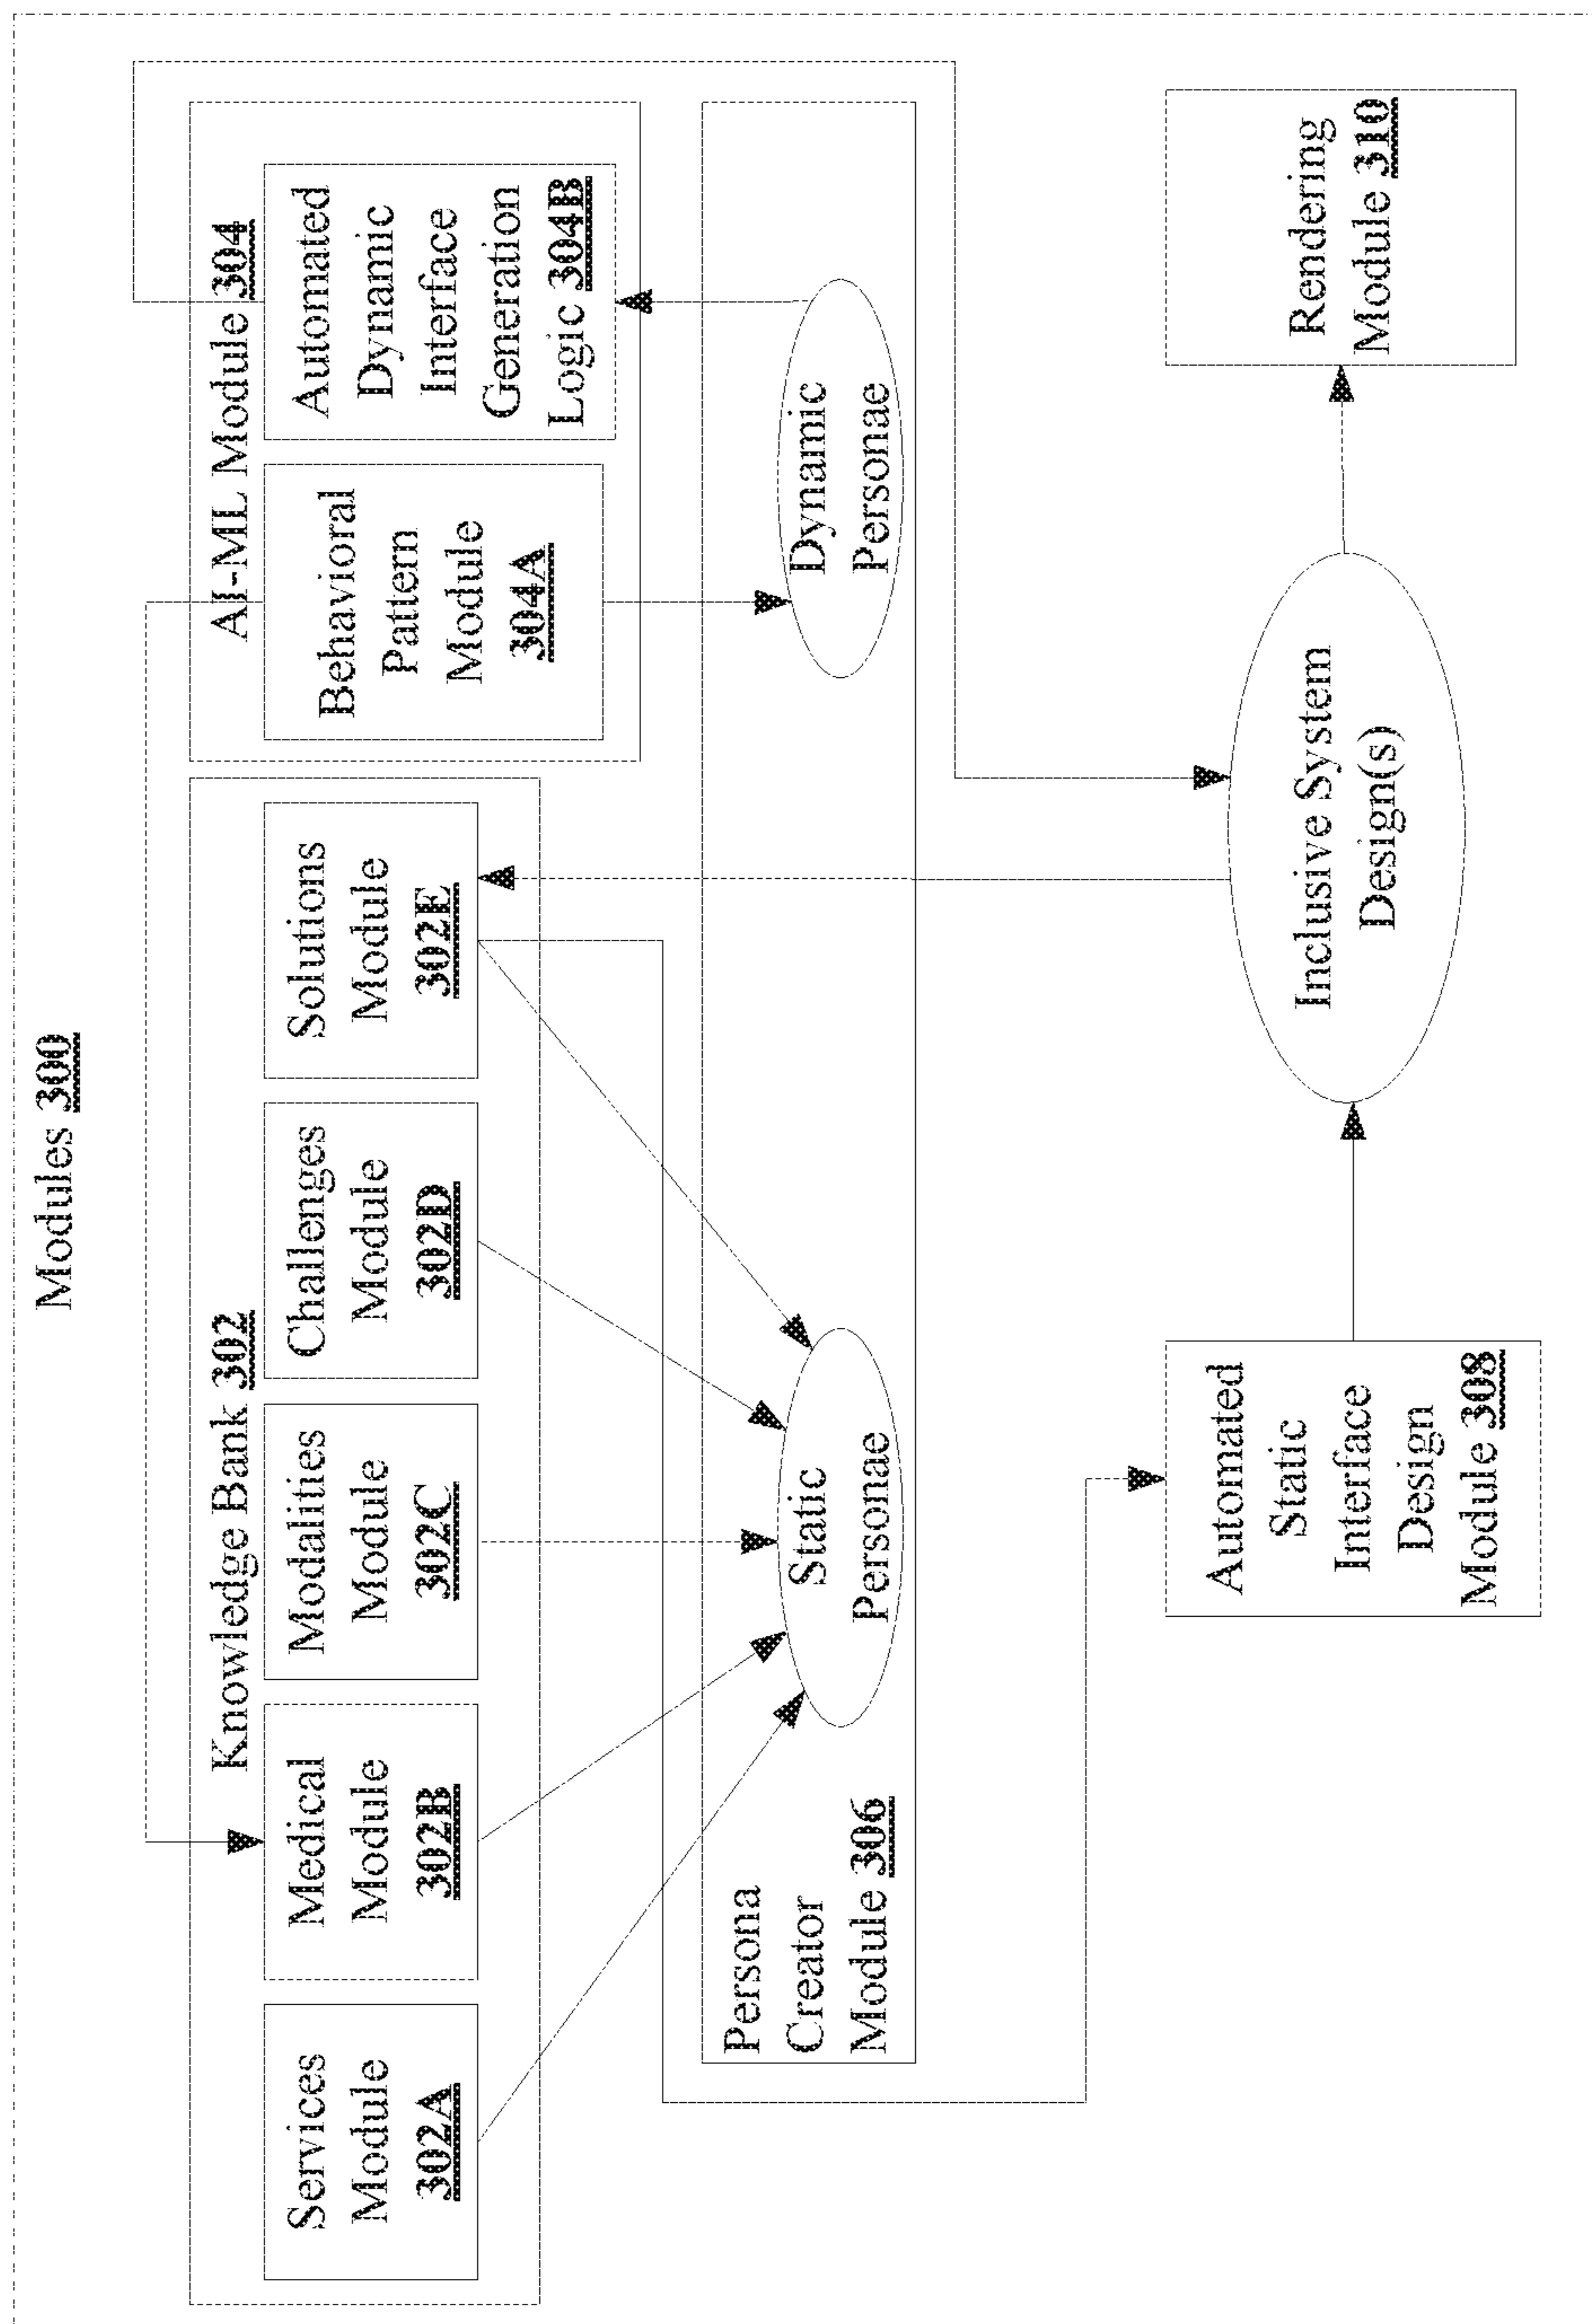 Modules 300
Knowledge Bank 302
Services
Module
302A
Medical
Module
302B
Modalities
Module
302C
Challenges
Module
302D
Solutions
Module
302E
AI-ML Module 304
Behavioral
Pattern
Module
304A
Automated
Dynamic
Interface
Generation
Logic 304B
Persona
Creator
Module 306
Static
Personae
Dynamic
Personae
Automated
Static
Interface
Design
Module 308
Inclusive System
Design(s)
Rendering
Module 310